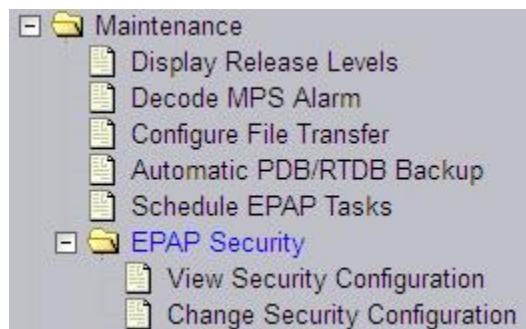 Maintenance
Display Release Levels
Decode MPS Alarm
Configure File Transfer
Automatic PDB/RTDB Backup
Schedule EPAP Tasks
EPAP Security
View Security Configuration
Change Security Configuration